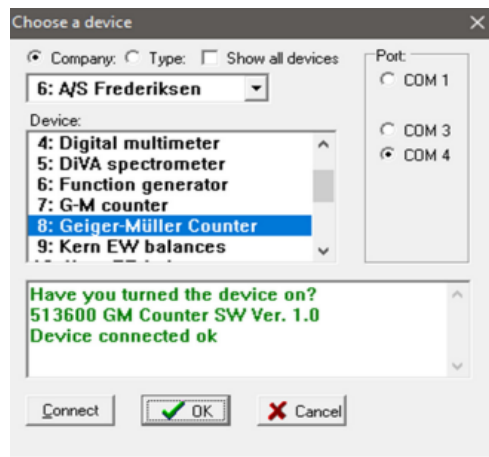 Choose a device
Company: Type: Show all devices
6: A/S Frederiksen
Device:
4: Digital multimeter
5: DiVA spectrometer
6: Function generator
7: G-M counter
8: Geiger-Müller Counter
9: Kern EW balances
Port:
COM 1
COM 3
COM 4
Have you turned the device on?
513600 GM Counter SW Ver. 1.0
Device connected ok
Connect OK Cancel